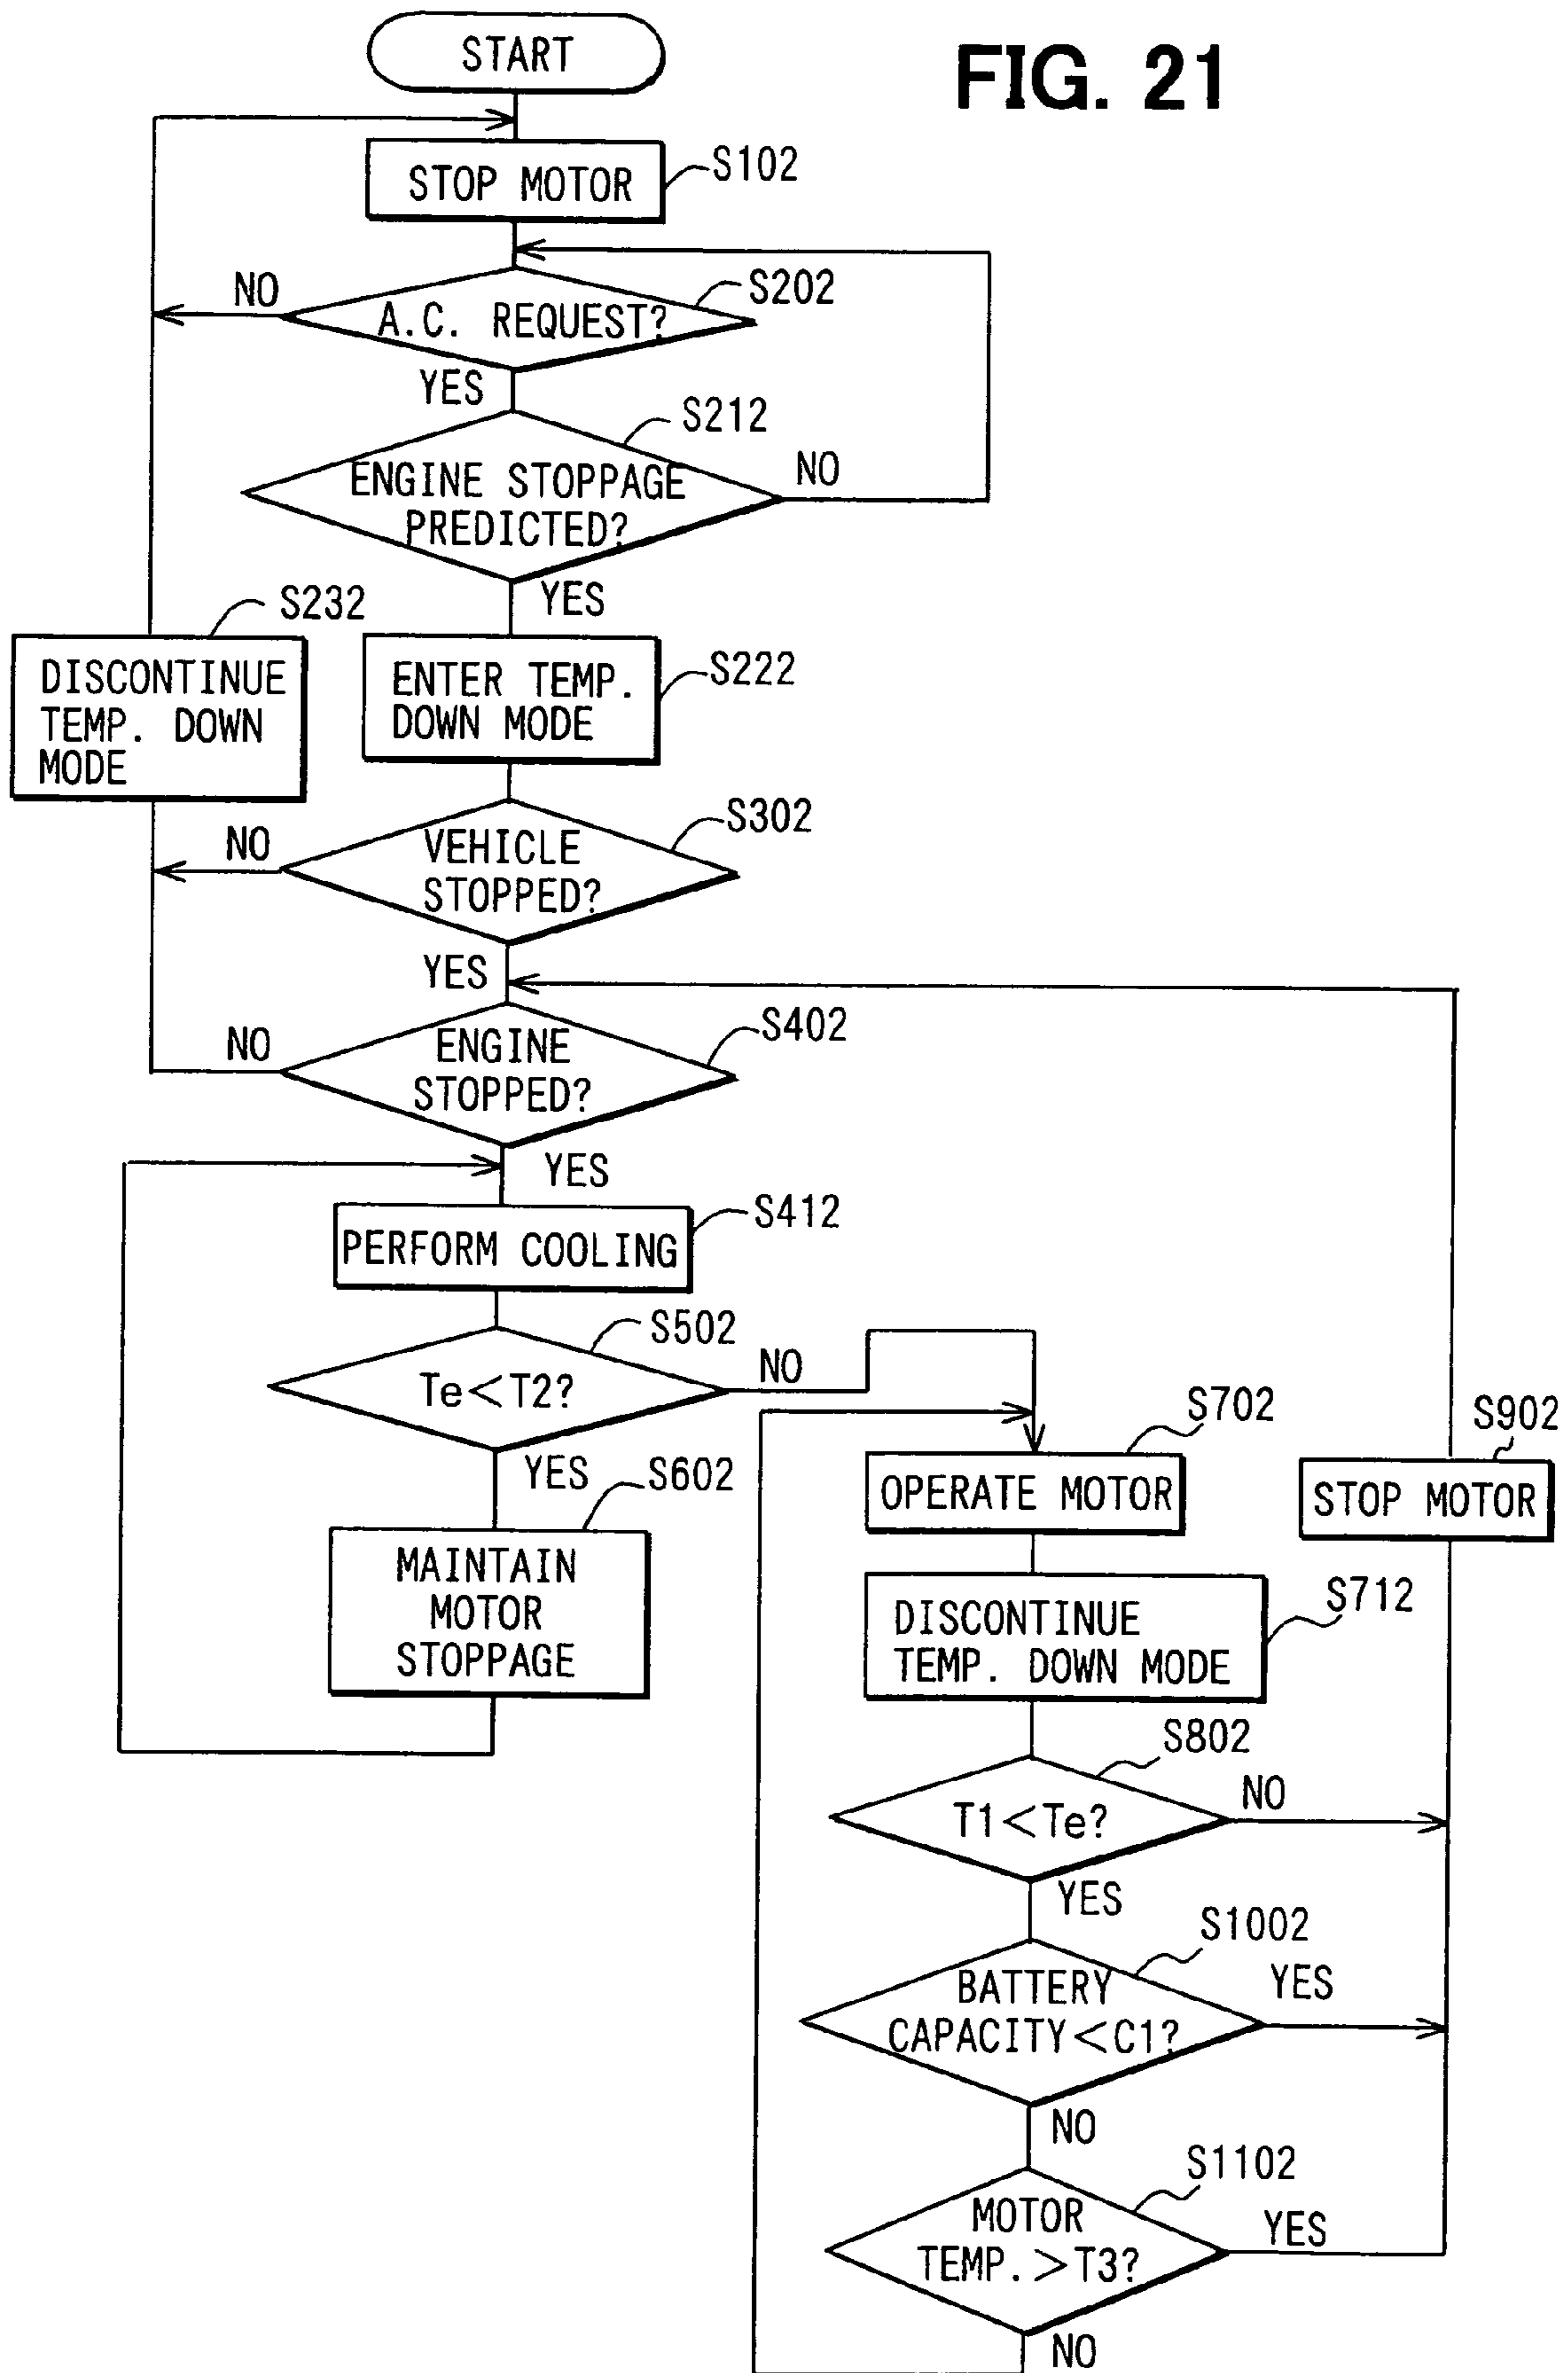 START
FIG. 21
STOP MOTOR
S102
NO
A.C. REQUEST?
S202
YES
S212
ENGINE STOPPAGE
PREDICTED?
NO
YES
S232
DISCONTINUE
TEMP. DOWN
MODE
ENTER TEMP.
DOWN MODE
S222
NO
VEHICLE
STOPPED?
S302
YES
NO
ENGINE
STOPPED?
S402
YES
PERFORM COOLING
S412
S502
Te<T2?
NO
YES
S602
MAINTAIN
MOTOR
STOPPAGE
S702
OPERATE MOTOR
S902
STOP MOTOR
S712
DISCONTINUE
TEMP. DOWN MODE
S802
T1<Te?
NO
YES
S1002
BATTERY
CAPACITY<C1?
YES
NO
S1102
MOTOR
TEMP.>T3?
YES
NO